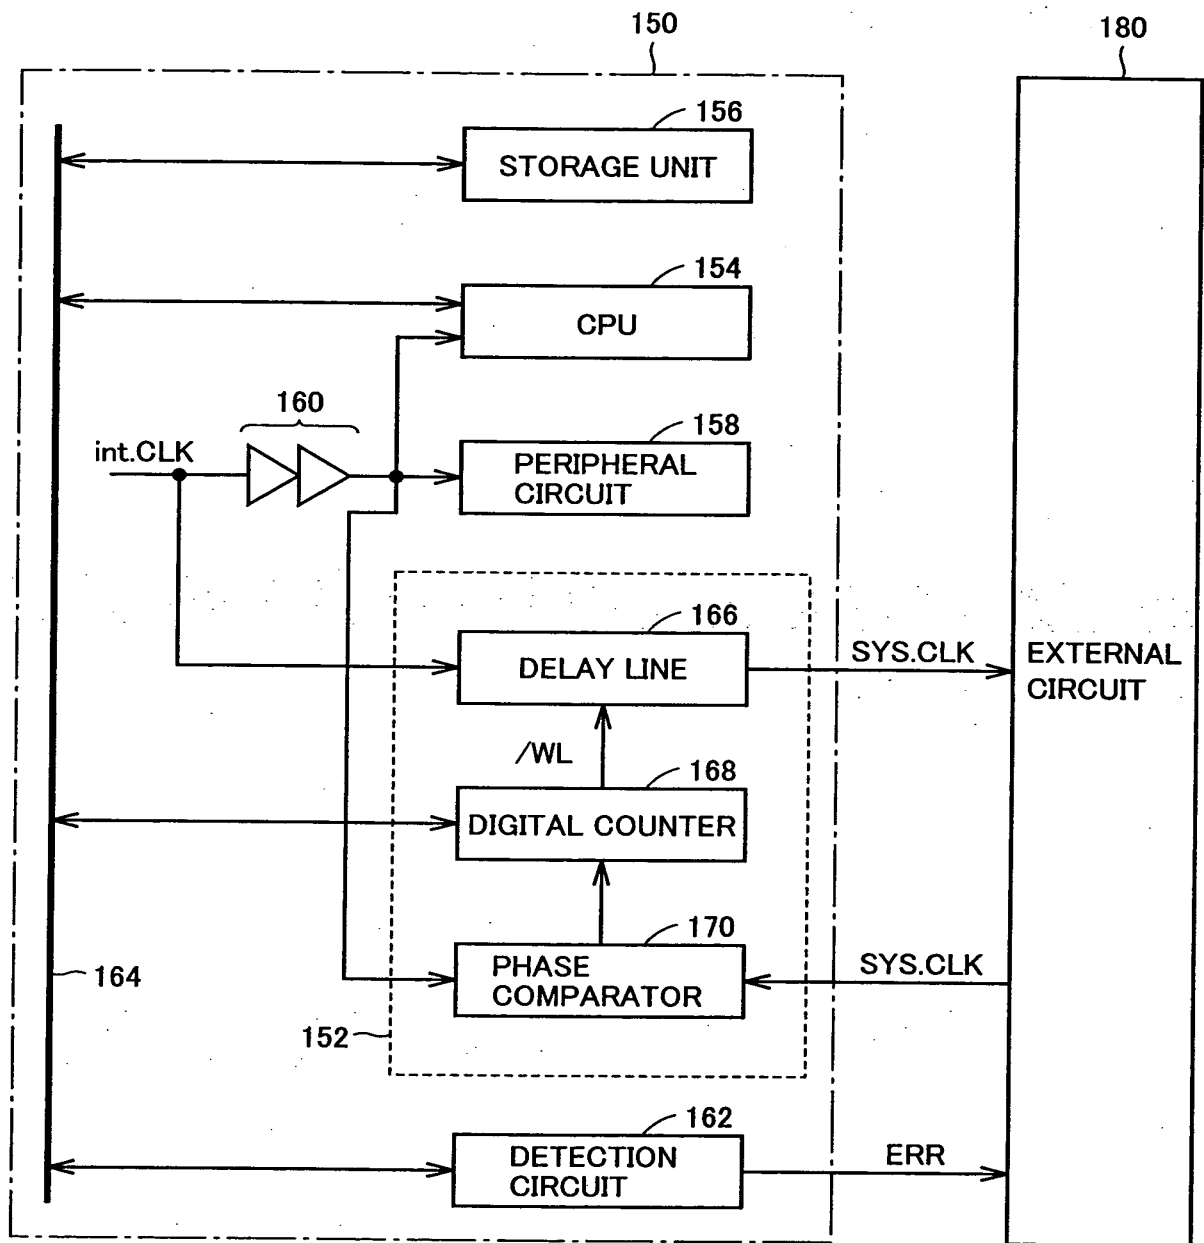 150
180
156
STORAGE UNIT
154
CPU
160
int.CLK
158
PERIPHERAL
CIRCUIT
166
DELAY LINE
SYS.CLK
EXTERNAL
CIRCUIT
/WL
168
DIGITAL COUNTER
170
PHASE
COMPARATOR
SYS.CLK
164
152
162
DETECTION
CIRCUIT
ERR